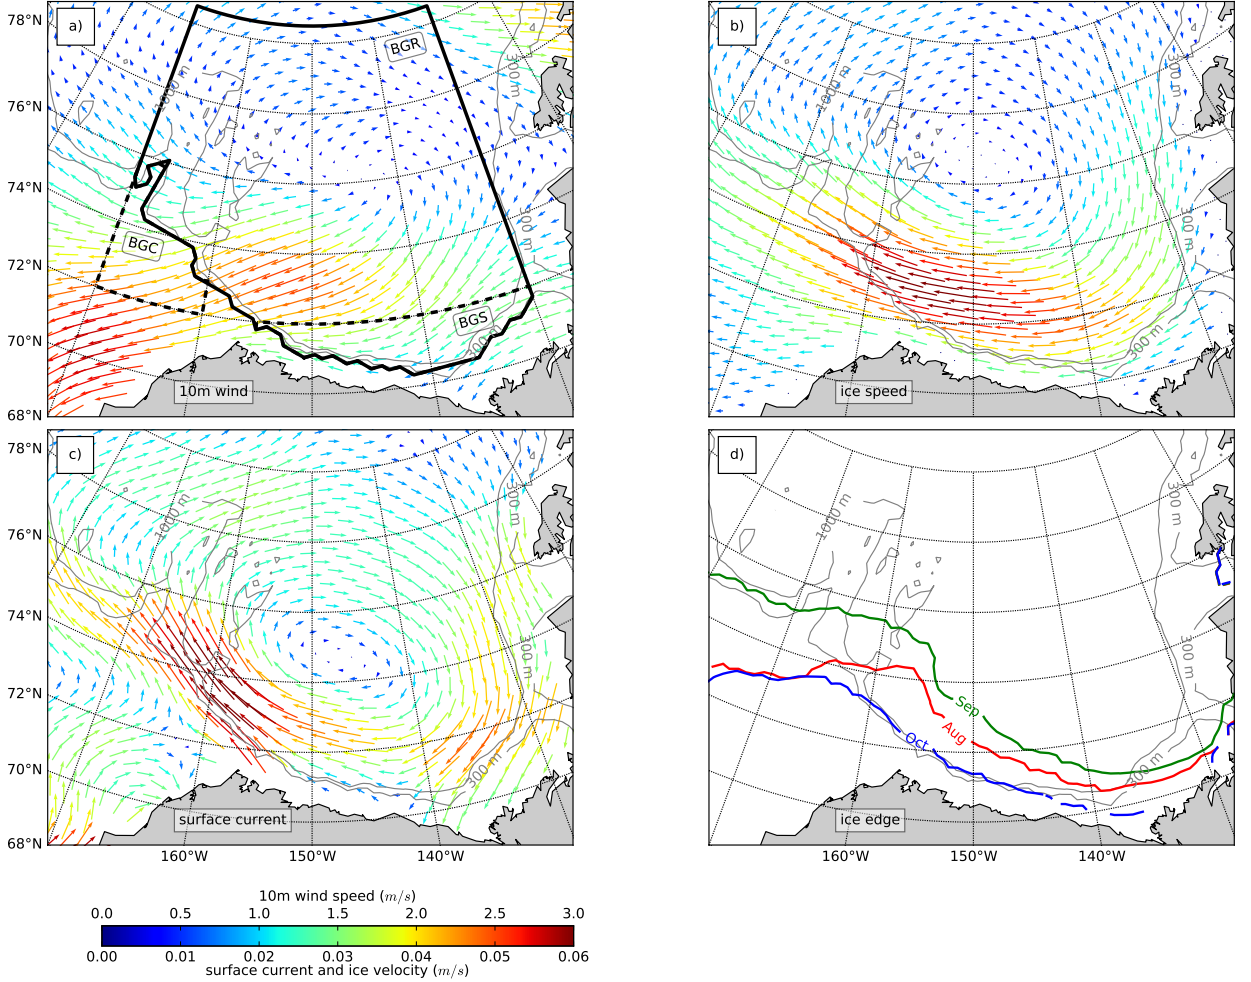 78°N
76°N
74°N
72°N
70°N
68°N
a)
BGR
1000 m
300 m
300 m
BGC
BGS
300 m
10m wind
b)
1000 m
300 m
300 m
300 m
ice speed
78°N
76°N
74°N
72°N
70°N
68°N
c)
1000 m
300 m
300 m
300 m
surface current
160°W
150°W
140°W
d)
1000 m
300 m
300 m
Sep
Aug
Oct
300 m
ice edge
160°W
150°W
140°W
10m wind speed (m/s)
0.0 0.5 1.0 1.5 2.0 2.5 3.0
0.00 0.01 0.02 0.03 0.04 0.05 0.06
surface current and ice velocity (m/s)